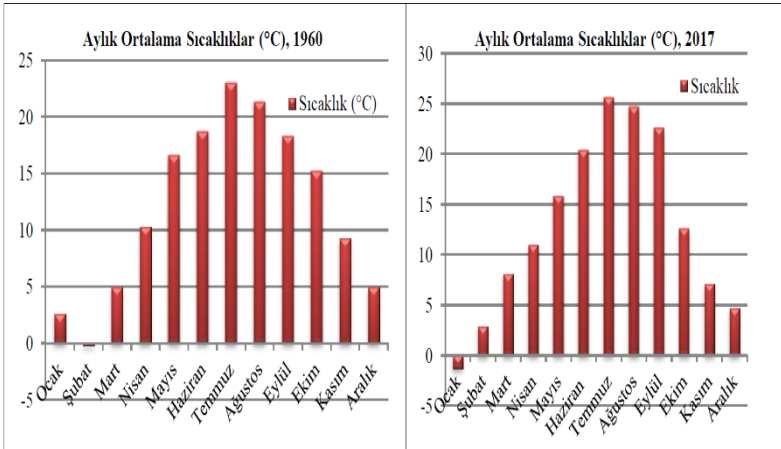 Aylık Ortalama Sıcaklıklar (°C), 1960
25
20
15
10
5
0
-5
Sıcaklık (°C)
Ocak
Şubat
Mart
Nisan
Mayıs
Haziran
Temmuz
Ağustos
Eylül
Ekim
Kasım
Aralık
Aylık Ortalama Sıcaklıklar (°C), 2017
30
25
20
15
10
5
0
-5
Sıcaklık
Ocak
Şubat
Mart
Nisan
Mayıs
Haziran
Temmuz
Ağustos
Eylül
Ekim
Kasım
Aralık